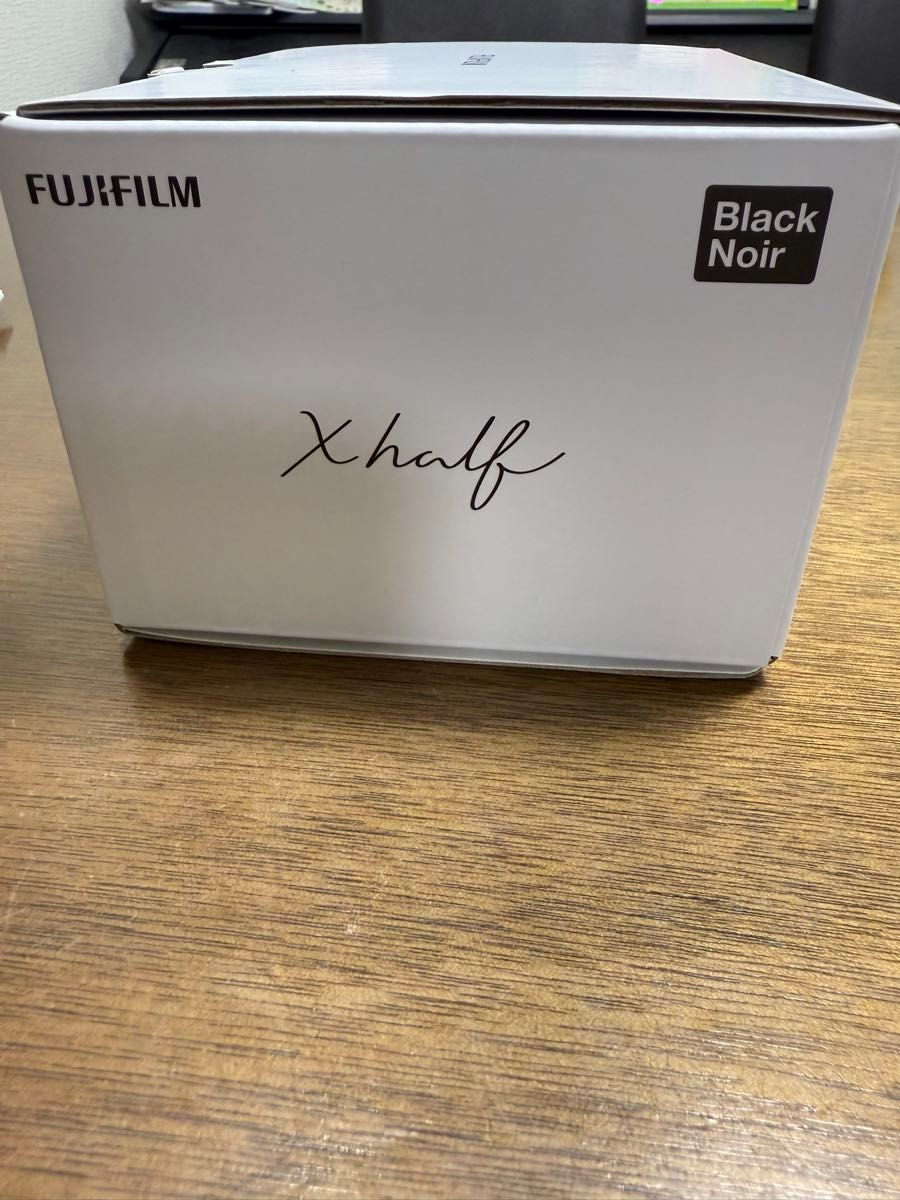 FUJIFILM
Black
Noir
X half